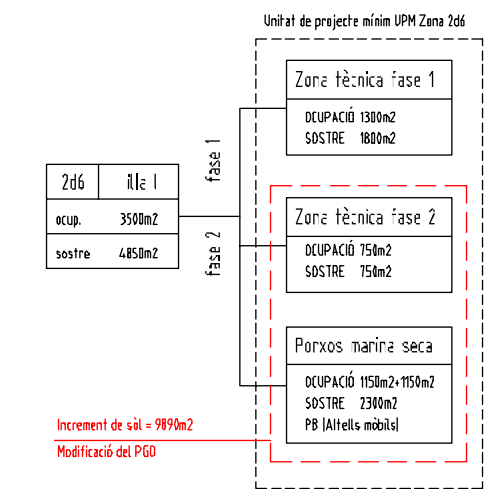 Unitat de projecte mínim UPM Zona 2d6
Zona tècnica fase 1
OCUPACIÓ 1300m2
SOSTRE 1800m2
fase 1
2d6 illa I
ocup. 3500m2
sostre 4850m2
fase 2
Zona tècnica fase 2
OCUPACIÓ 750m2
SOSTRE 750m2
Porxos marina seca
OCUPACIÓ 1150m2+1150m2
SOSTRE 2300m2
PB |Altells mòbils|
Increment de sòl = 9890m2
Modificació del PGO